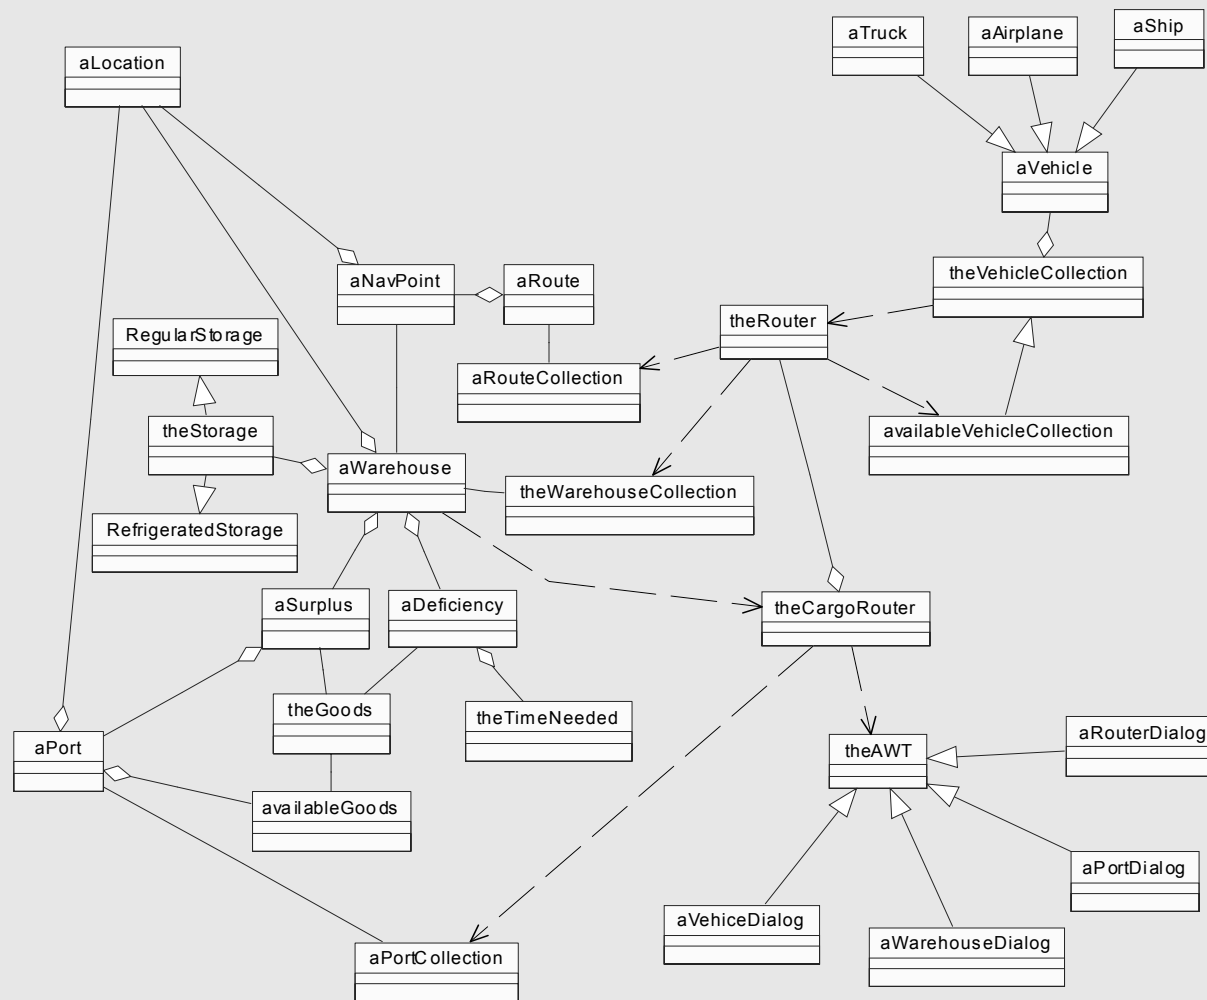 aTruck
aAirplane
aShip
aLocation
aVehicle
aNavPoint
aRoute
theVehicleCollection
theRouter
RegularStorage
aRouteCollection
theStorage
availableVehicleCollection
aWarehouse
theWarehouseCollection
RefrigeratedStorage
aSurplus
aDeficiency
theCargoRouter
theGoods
theTimeNeeded
aPort
theAWT
aRouterDialog
availableGoods
aPortDialog
aVehiceDialog
aWarehouseDialog
aPortCollection